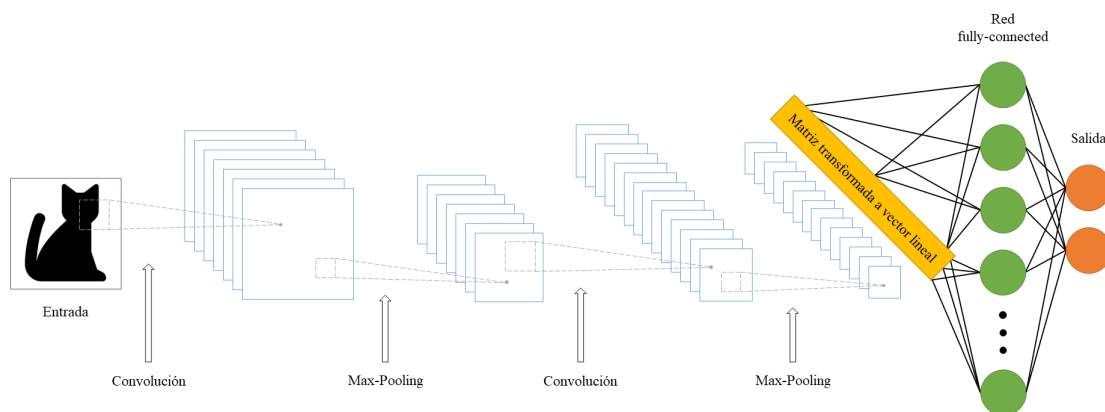 Red
fully-connected
Matriz transformada a vector lineal
Salida
Entrada
Convolución
Max-Pooling
Convolución
Max-Pooling